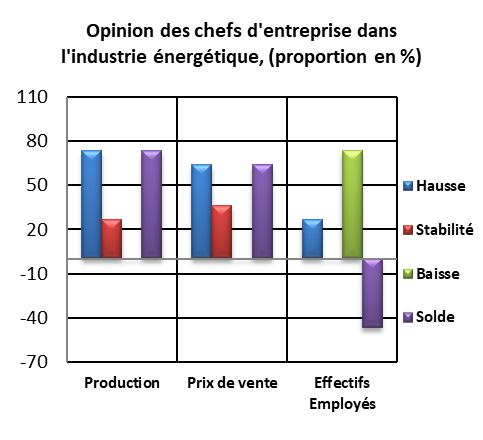 Opinion des chefs d'entreprise dans
l'industrie énergétique, (proportion en %)
110
80
50
20
-10
-40
-70
Production
Prix de vente
Effectifs
Employés
Hausse
Stabilité
Baisse
Solde